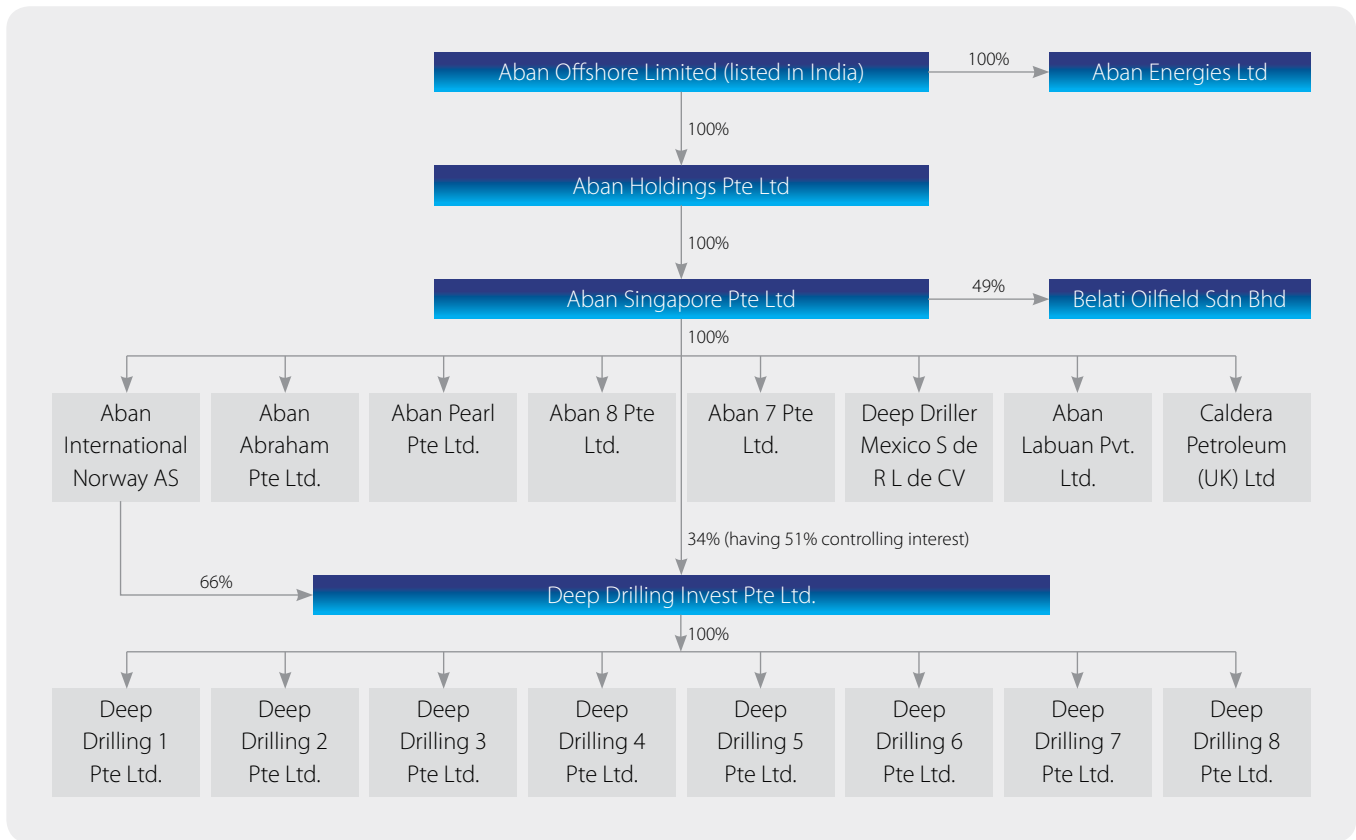 Aban Offshore Limited (listed in India)
100%
Aban Energies Ltd
100%
Aban Holdings Pte Ltd
100%
Aban Singapore Pte Ltd
49%
Belati Oilfield Sdn Bhd
100%
Aban
International
Norway AS
Aban
Abraham
Pte Ltd.
Aban Pearl
Pte Ltd.
Aban 8 Pte
Ltd.
Aban 7 Pte
Ltd.
Deep Driller
Mexico S de
R L de CV
Aban
Labuan Pvt.
Ltd.
Caldera
Petroleum
(UK) Ltd
34% (having 51% controlling interest)
66%
Deep Drilling Invest Pte Ltd.
100%
Deep
Drilling 1
Pte Ltd.
Deep
Drilling 2
Pte Ltd.
Deep
Drilling 3
Pte Ltd.
Deep
Drilling 4
Pte Ltd.
Deep
Drilling 5
Pte Ltd.
Deep
Drilling 6
Pte Ltd.
Deep
Drilling 7
Pte Ltd.
Deep
Drilling 8
Pte Ltd.